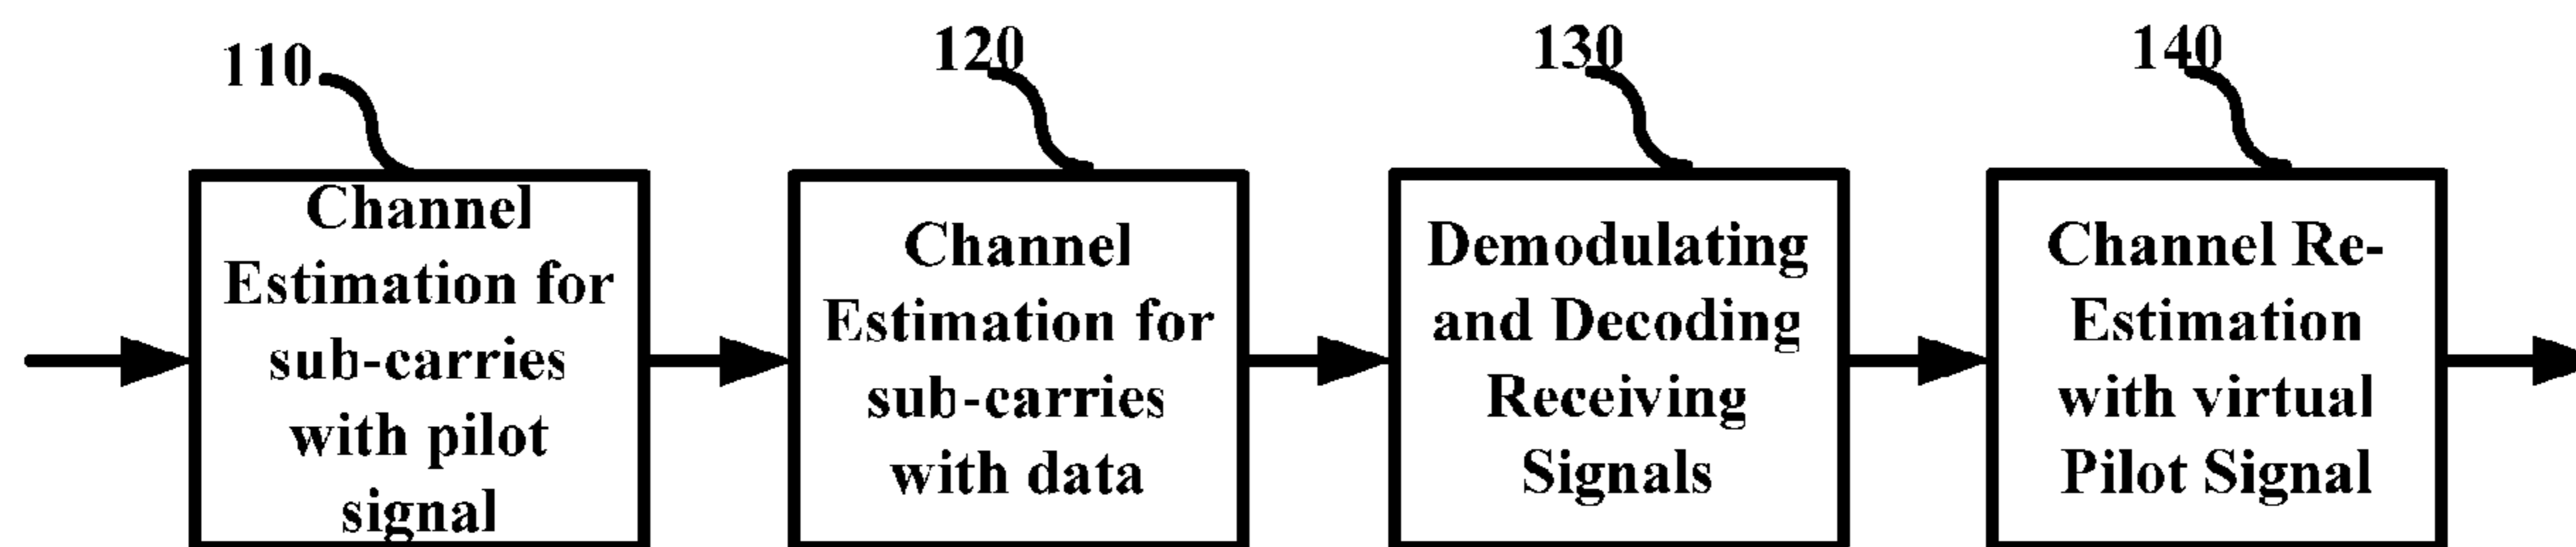 110
120
130
140
Channel
Estimation for
sub-carries
with pilot
signal
Channel
Estimation for
sub-carries
with data
Demodulating
and Decoding
Receiving
Signals
Channel Re-
Estimation
with virtual
Pilot Signal